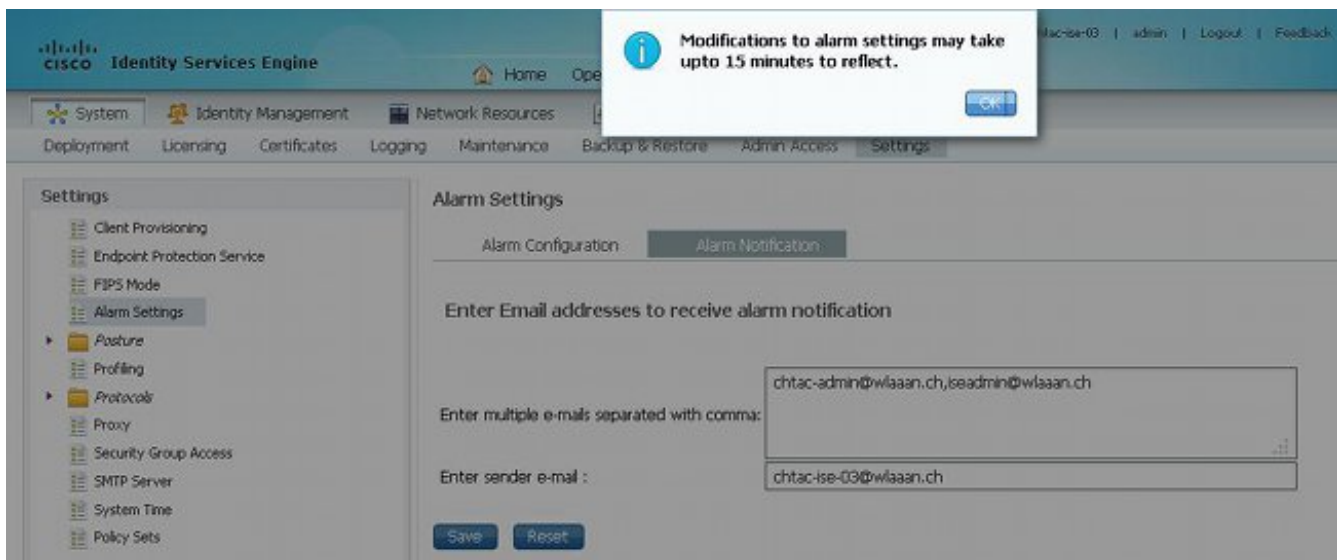 Modifications to alarm settings may take
upto 15 minutes to reflect.
OK
admin | Logout | Feedback
cisco Identity Services Engine
Home
System Identity Management Network Resources
Deployment Licensing Certificates Logging Maintenance Backup & Restore Admin Access Settings
Settings
Client Provisioning
Endpoint Protection Service
FIPS Mode
Alarm Settings
Posture
Profiling
Protocols
Proxy
Security Group Access
SMTP Server
System Time
Policy Sets
Alarm Settings
Alarm Configuration Alarm Notification
Enter Email addresses to receive alarm notification
Enter multiple e-mails separated with comma:
chtac-admin@wlaaan.ch,iseadmin@wlaaan.ch
Enter sender e-mail :
chtac-ise-03@wlaaan.ch
Save Reset